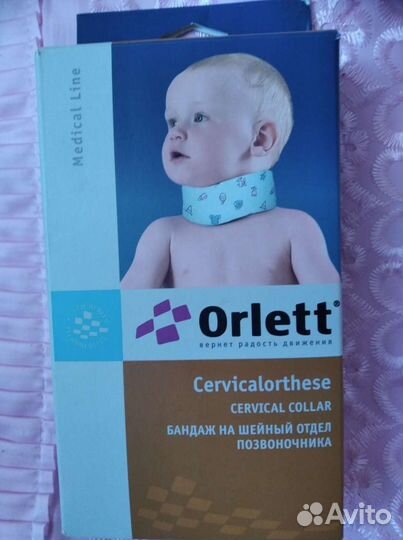 Medical Line
Orlett®
вернет радость движения
Cervicalorthese
CERVICAL COLLAR
БАНДАЖ НА ШЕЙНЫЙ ОТДЕЛ
ПОЗВОНОЧНИКА
Avito